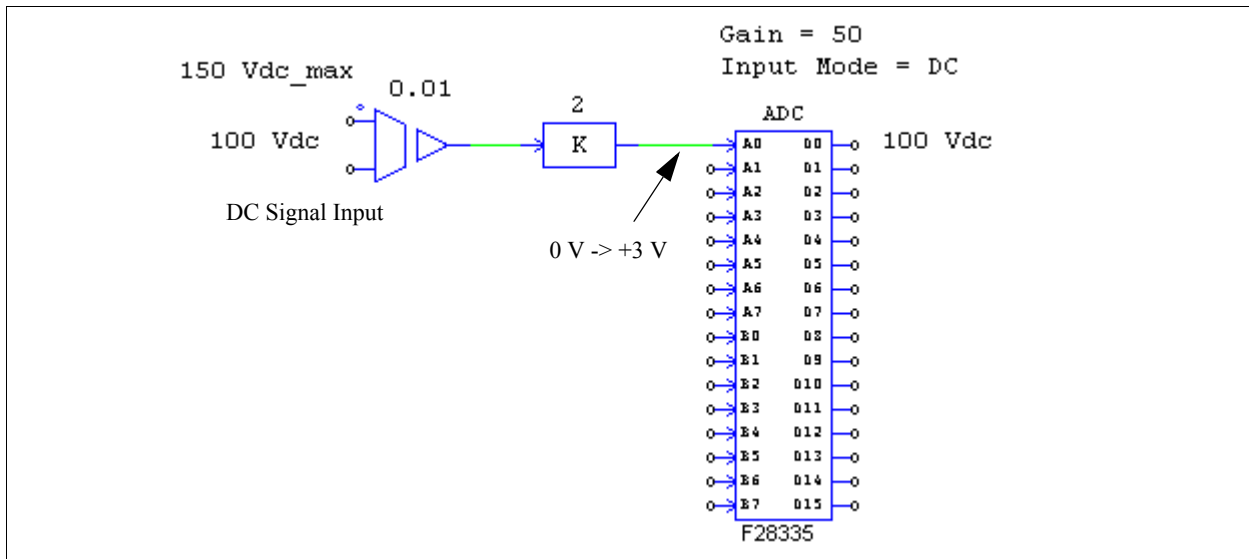 Gain = 50
Input Mode = DC
150 Vdc_max
0.01
2
ADC
100 Vdc
K
A0 D0 100 Vdc
A1 D1
A2 D2
A3 D3
A4 D4
A5 D5
A6 D6
A7 D7
B0 D8
B1 D9
B2 D10
B3 D11
B4 D12
B5 D13
B6 D14
B7 D15
DC Signal Input
0 V -> +3 V
F28335